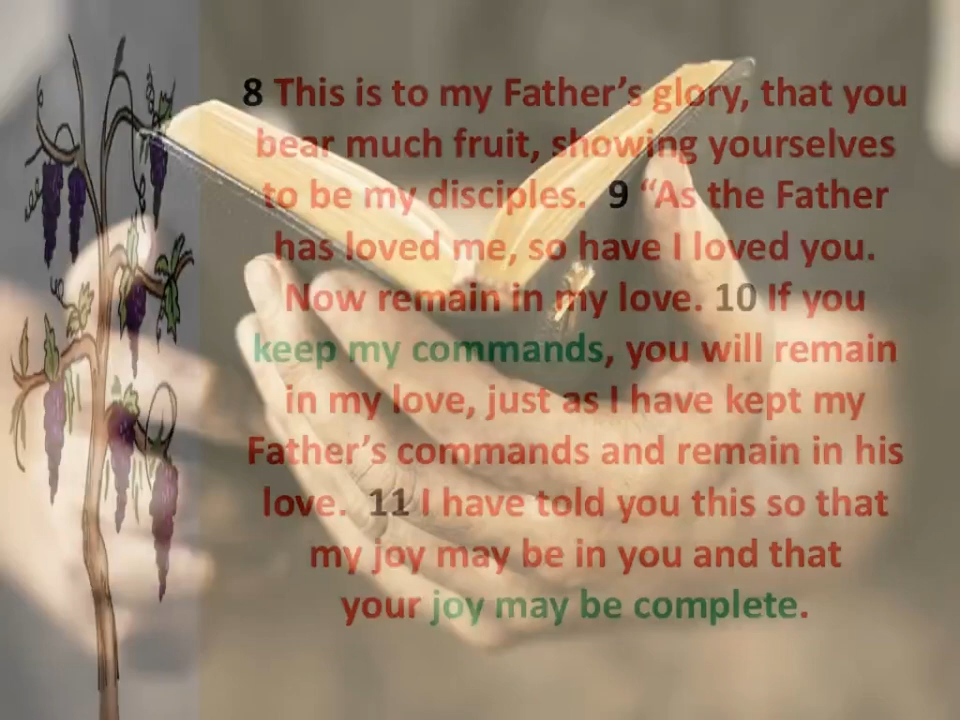 8 This is to my Father’s glory, that you
bear much fruit, showing yourselves
to be my disciples. 9 “As the Father
has loved me, so have I loved you.
Now remain in my love. 10 If you
keep my commands, you will remain
in my love, just as I have kept my
Father’s commands and remain in his
love. 11 I have told you this so that
my joy may be in you and that
your joy may be complete.